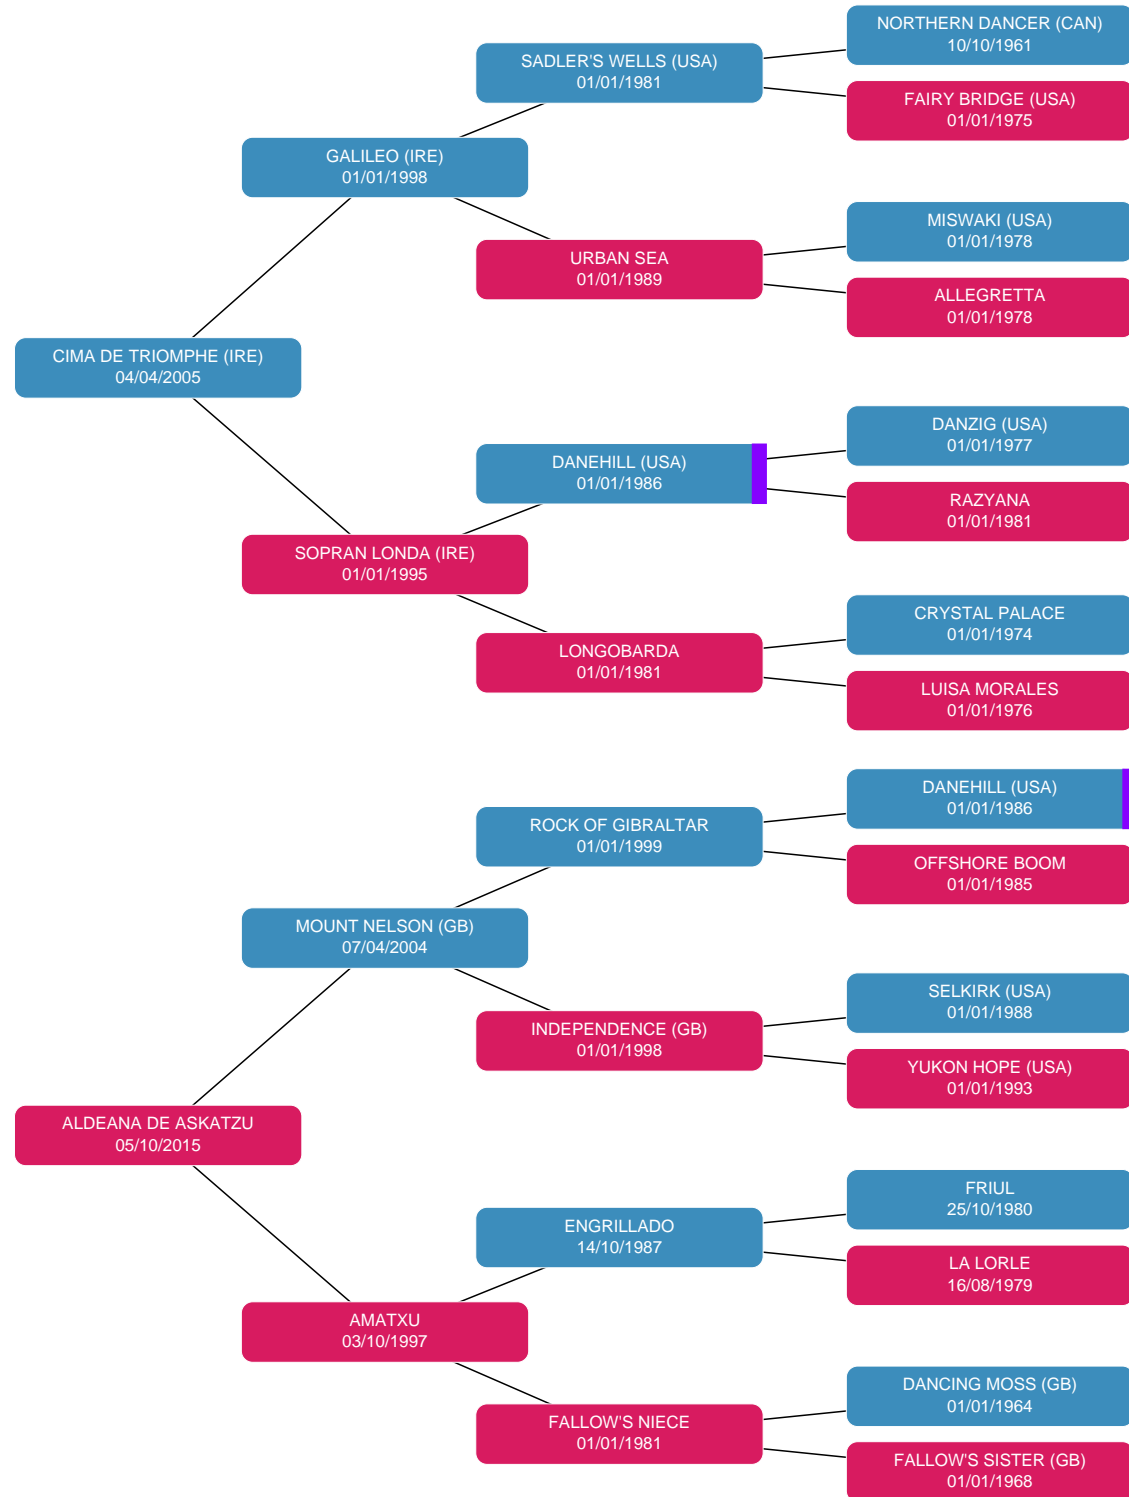 NORTHERN DANCER (CAN)
10/10/1961
SADLER'S WELLS (USA)
01/01/1981
FAIRY BRIDGE (USA)
01/01/1975
GALILEO (IRE)
01/01/1998
MISWAKI (USA)
01/01/1978
URBAN SEA
01/01/1989
ALLEGRETTA
01/01/1978
CIMA DE TRIOMPHE (IRE)
04/04/2005
DANZIG (USA)
01/01/1977
DANEHILL (USA)
01/01/1986
RAZYANA
01/01/1981
SOPRAN LONDA (IRE)
01/01/1995
CRYSTAL PALACE
01/01/1974
LONGOBARDA
01/01/1981
LUISA MORALES
01/01/1976
DANEHILL (USA)
01/01/1986
ROCK OF GIBRALTAR
01/01/1999
OFFSHORE BOOM
01/01/1985
MOUNT NELSON (GB)
07/04/2004
SELKIRK (USA)
01/01/1988
INDEPENDENCE (GB)
01/01/1998
YUKON HOPE (USA)
01/01/1993
ALDEANA DE ASKATZU
05/10/2015
FRIUL
25/10/1980
ENGRILLADO
14/10/1987
LA LORLE
16/08/1979
AMATXU
03/10/1997
DANCING MOSS (GB)
01/01/1964
FALLOW'S NIECE
01/01/1981
FALLOW'S SISTER (GB)
01/01/1968